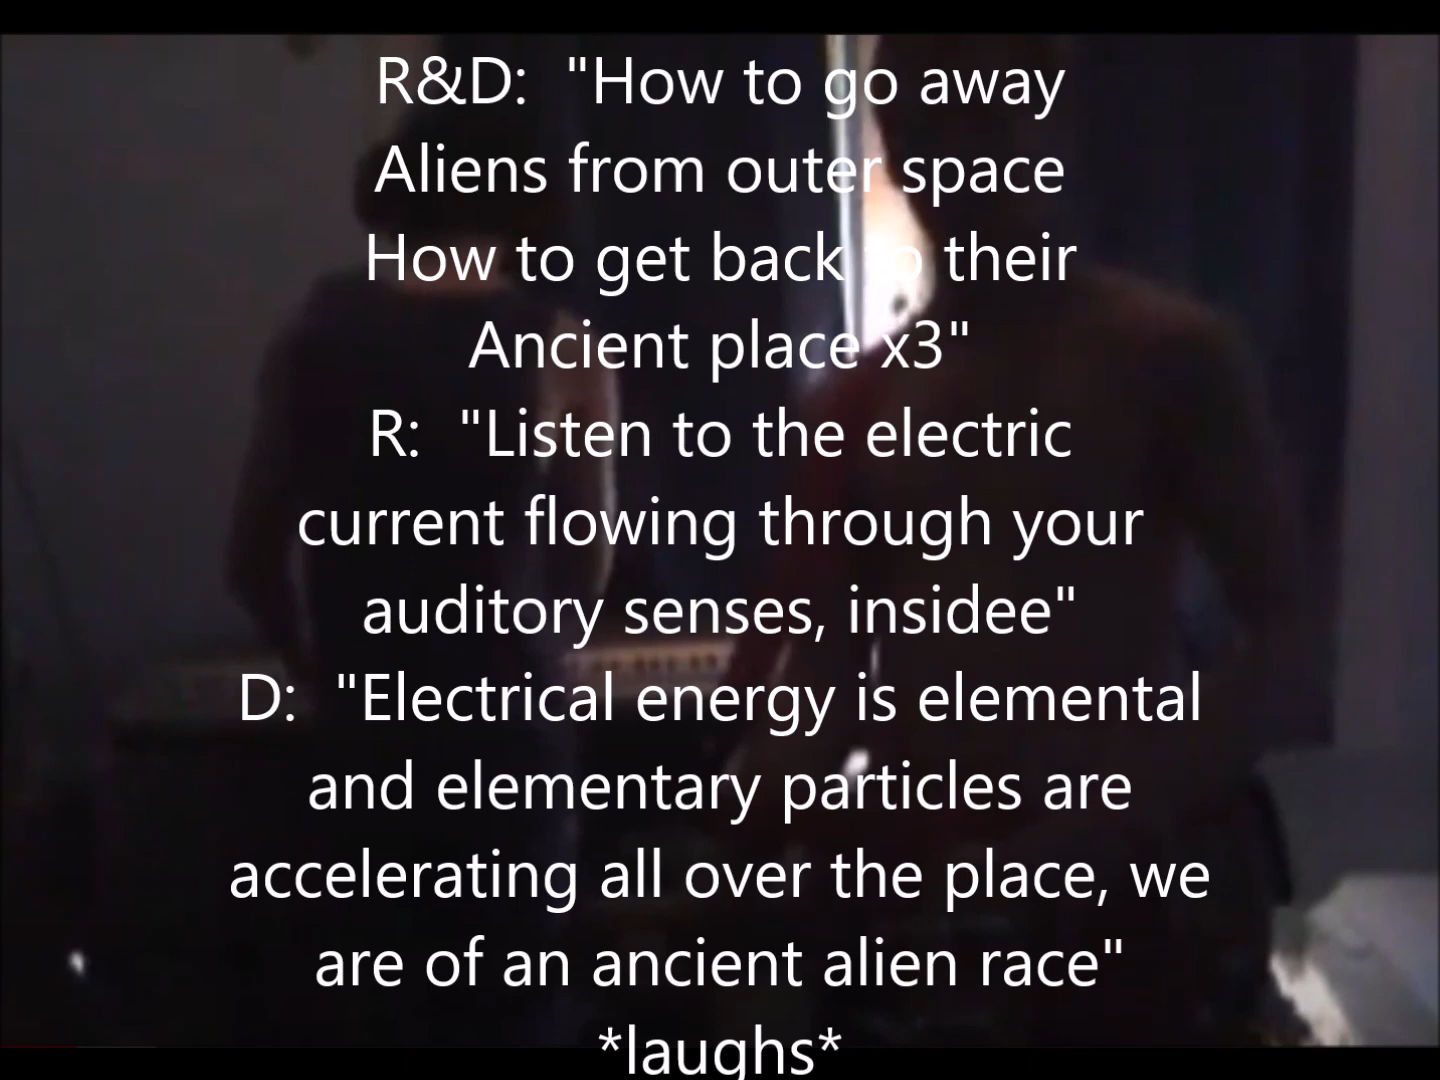 R&D:  "How to go away
Aliens from outer space
How to get back to their
Ancient place x3"
R:  "Listen to the electric
current flowing through your
auditory senses, insidee"
D:  "Electrical energy is elemental
and elementary particles are
accelerating all over the place, we
are of an ancient alien race"
*laughs*